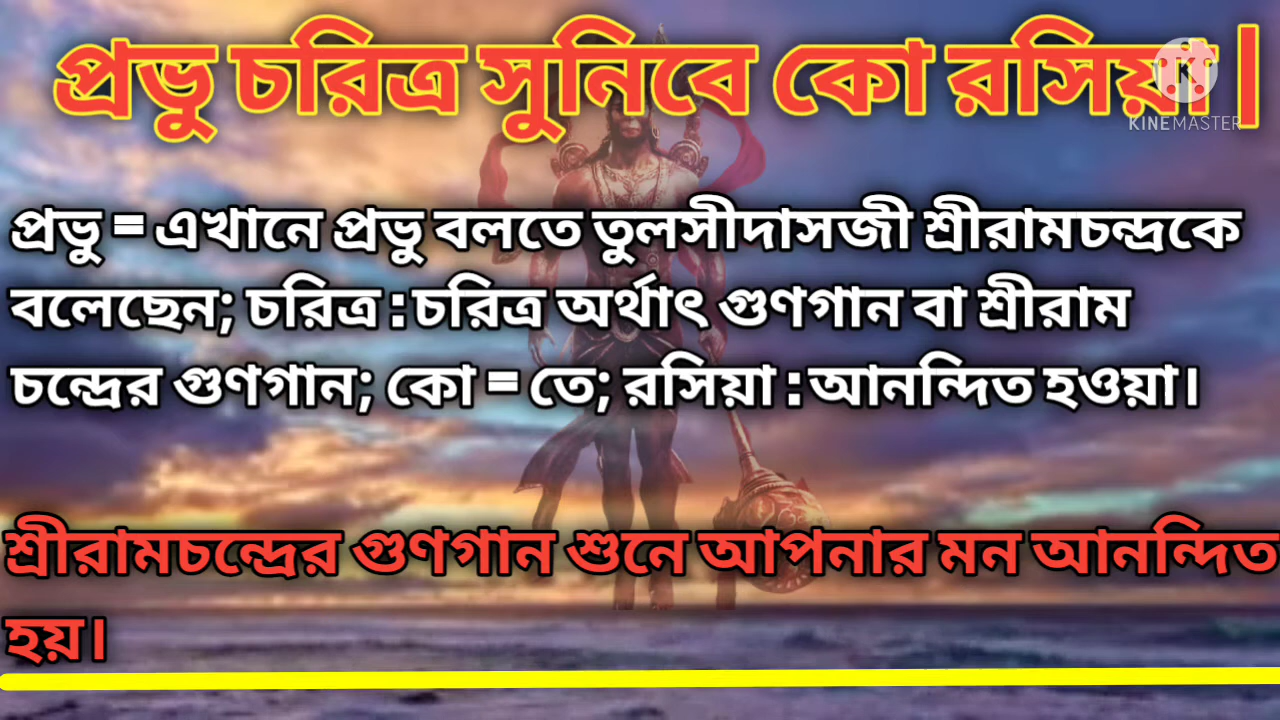 প্রভু চরিত্র সুনিবে কো রসিয়া |
KINEMASTER
প্রভু = এখানে প্রভু বলতে তুলসীদাসজী শ্রীরামচন্দ্রকে
বলেছেন; চরিত্র : চরিত্র অর্থাৎ গুণগান বা শ্রীরাম
চন্দ্রের গুণগান; কো = তে; রসিয়া : আনন্দিত হওয়া।
শ্রীরামচন্দ্রের গুণগান শুনে আপনার মন আনন্দিত
হয়।